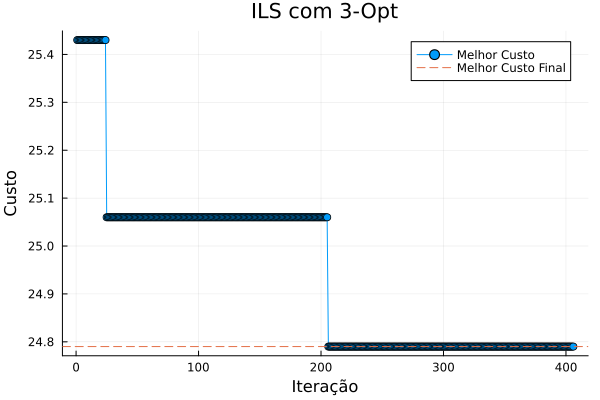 ILS com 3-Opt
Melhor Custo
Melhor Custo Final
Custo
25.4
25.3
25.2
25.1
25.0
24.9
24.8
0
100
200
300
400
Iteração